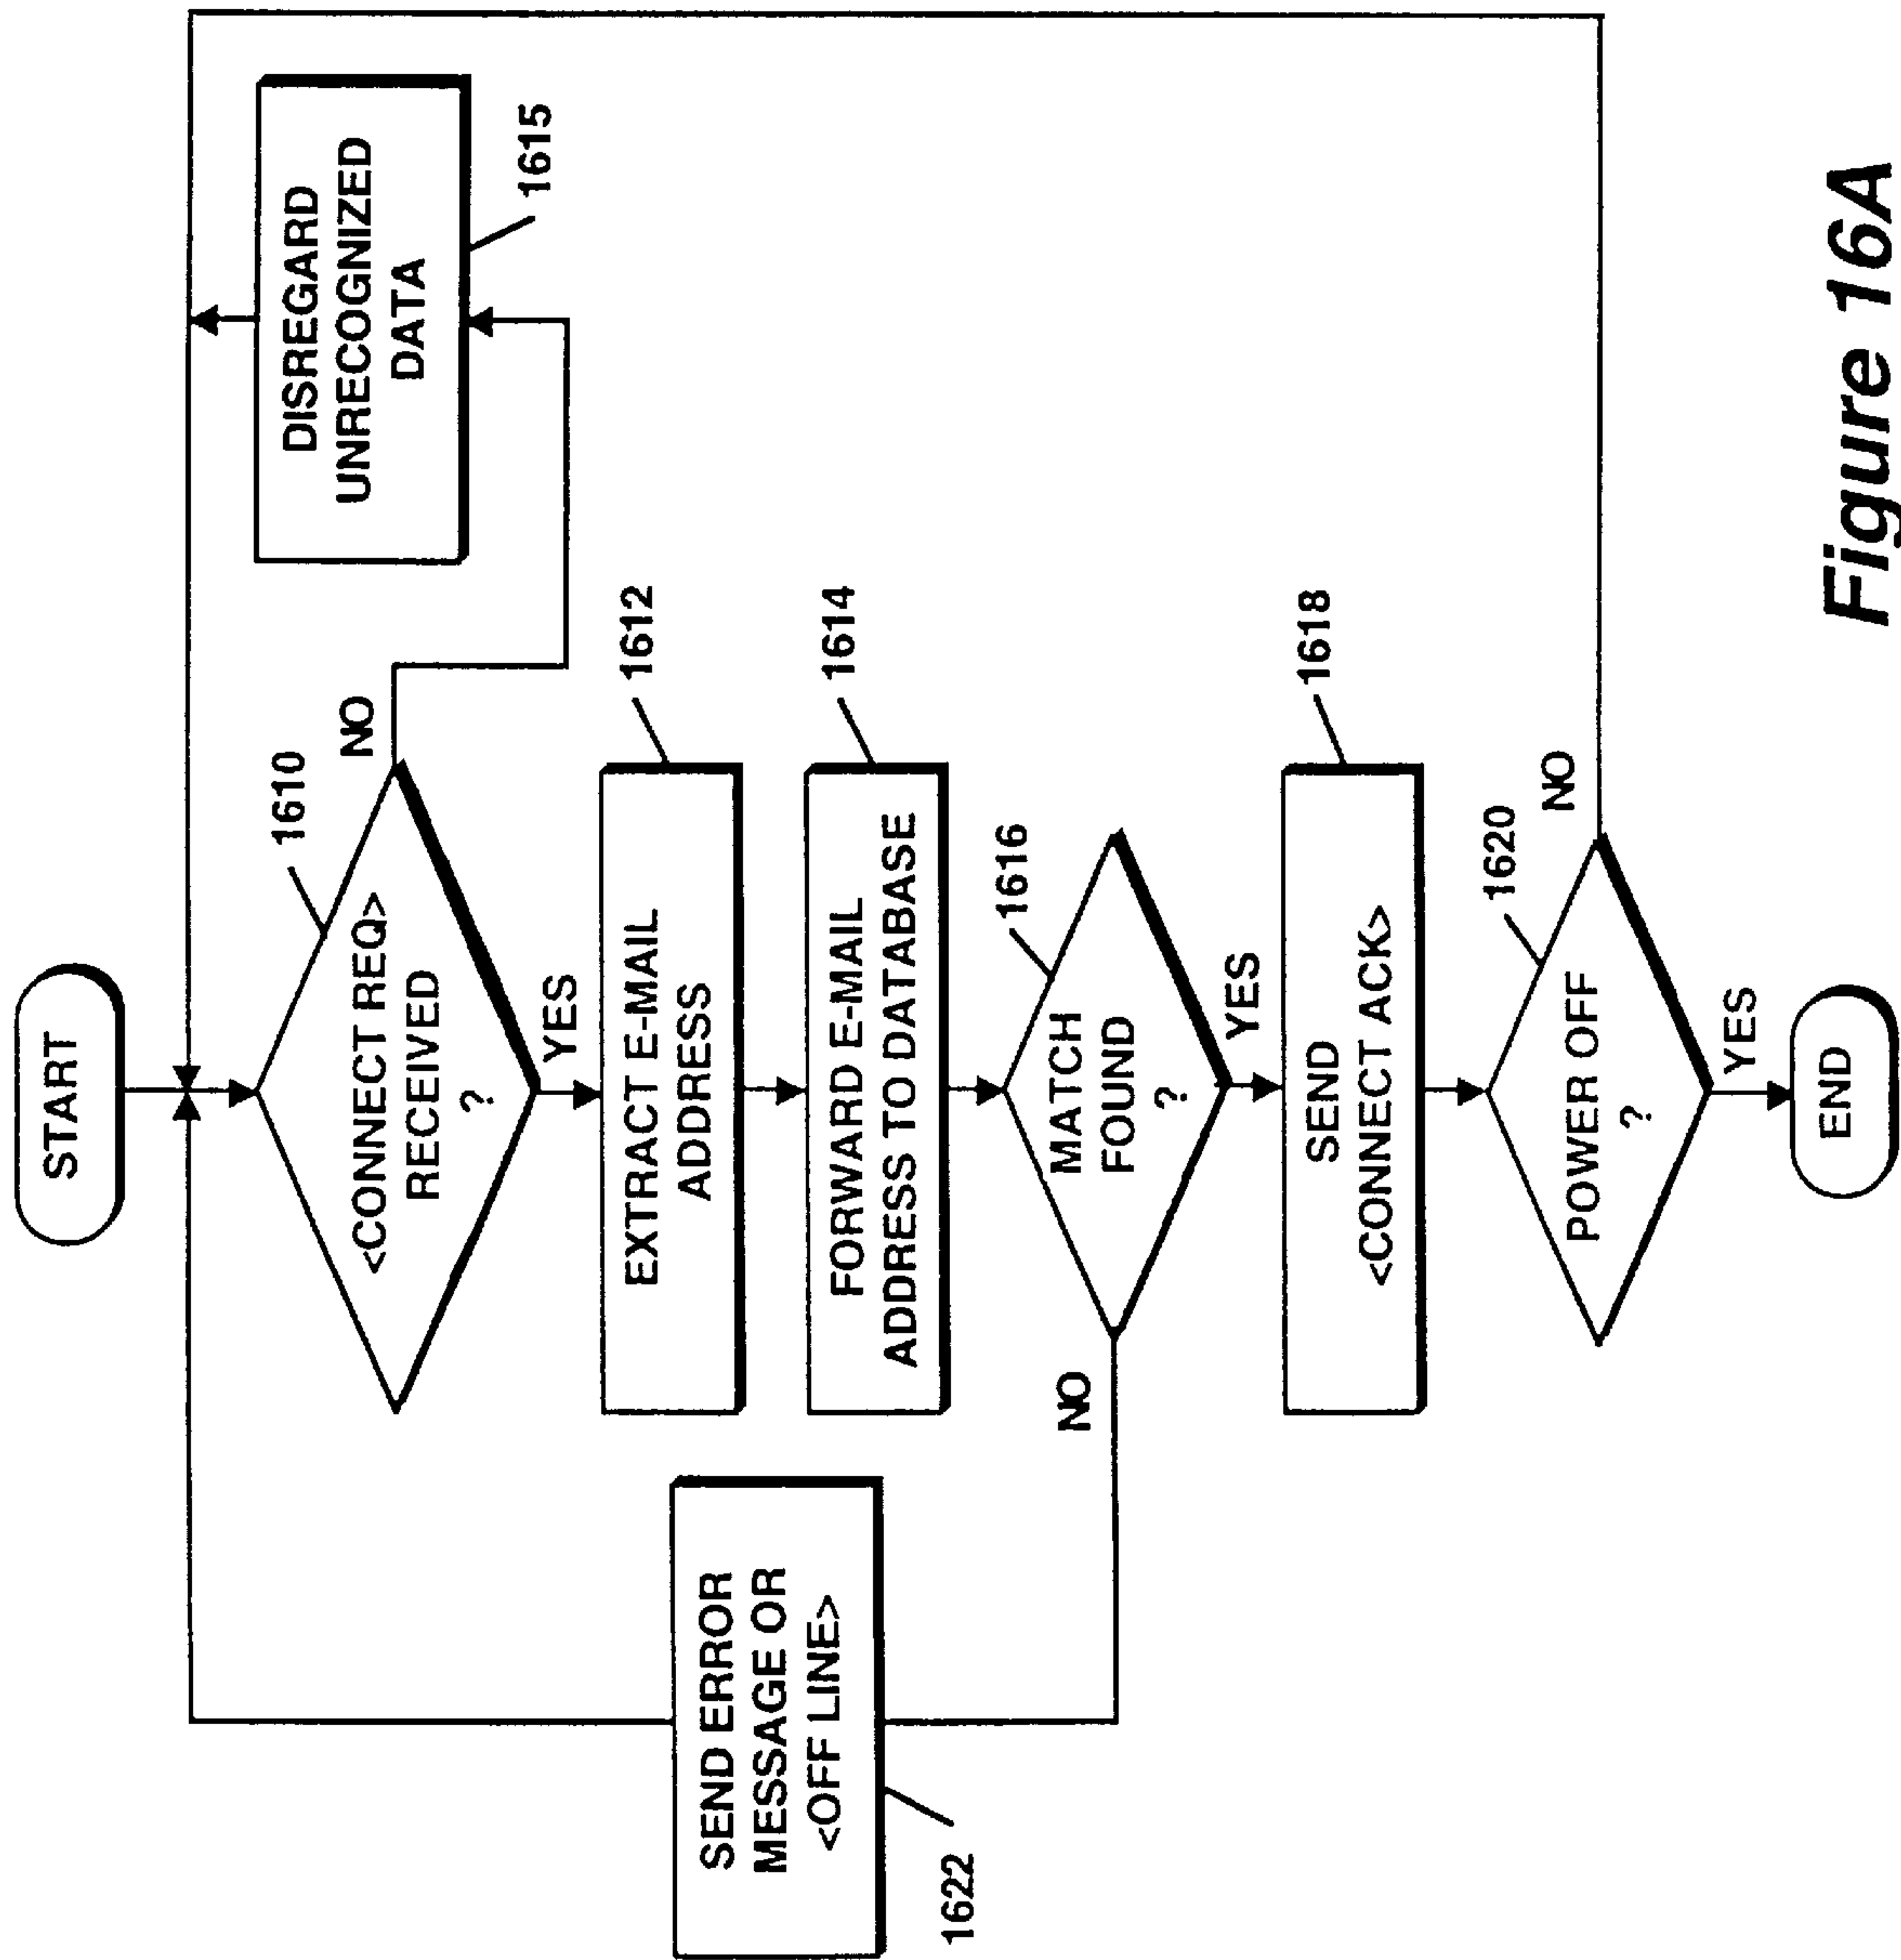 START
1610
<CONNECT REQ>
RECEIVED
?
NO
YES
DISREGARD
UNRECOGNIZED
DATA
1615
EXTRACT E-MAIL
ADDRESS
1612
FORWARD E-MAIL
ADDRESS TO DATABASE
1614
MATCH
FOUND
?
1616
NO
YES
SEND ERROR
MESSAGE OR
<OFF LINE>
1622
SEND
<CONNECT ACK>
1618
POWER OFF
?
1620
NO
YES
END
Figure 16A